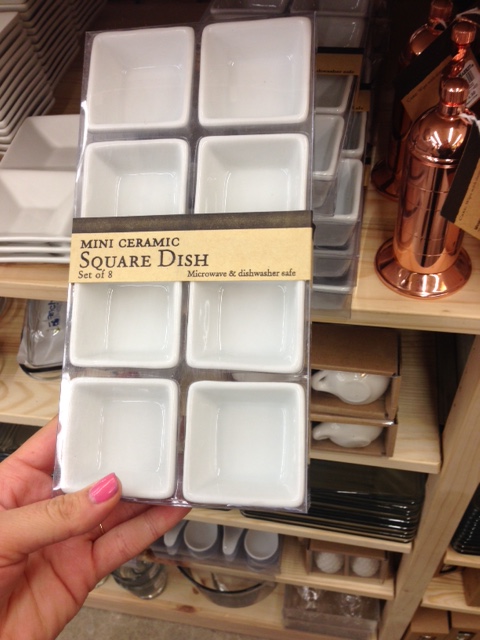 MINI CERAMIC
SQUARE DISH
Set of 8 Microwave & dishwasher safe